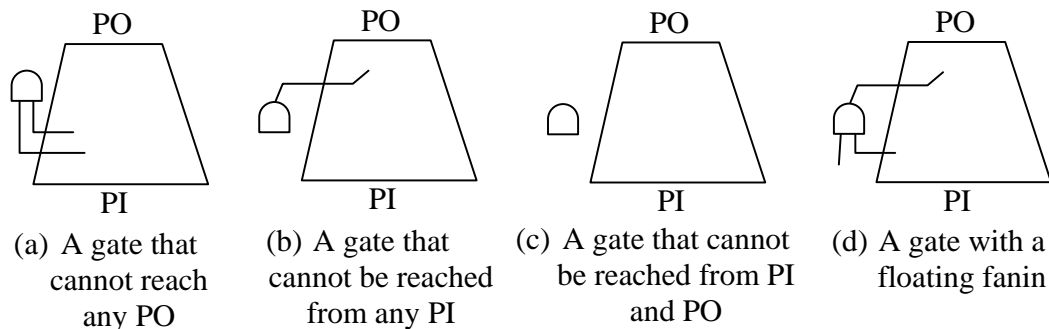 PO
PI
(a) A gate that
cannot reach
any PO
PO
PI
(b) A gate that
cannot be reached
from any PI
PO
PI
(c) A gate that cannot
be reached from PI
and PO
PO
PI
(d) A gate with a
floating fanin